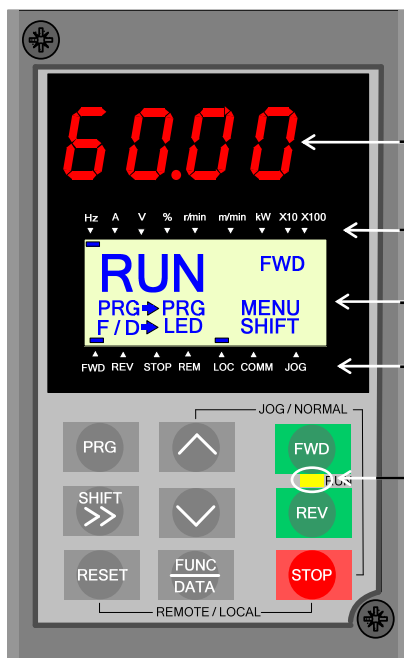 60.00
Hz A V % r/min m/min kW X10 X100
RUN FWD
PRG PRG MENU
F / D LED SHIFT
FWD REV STOP REM LOC COMM JOG
JOG / NORMAL
PRG FWD
RUN
SHIFT REV
RESET FUNC STOP
DATA
REMOTE / LOCAL